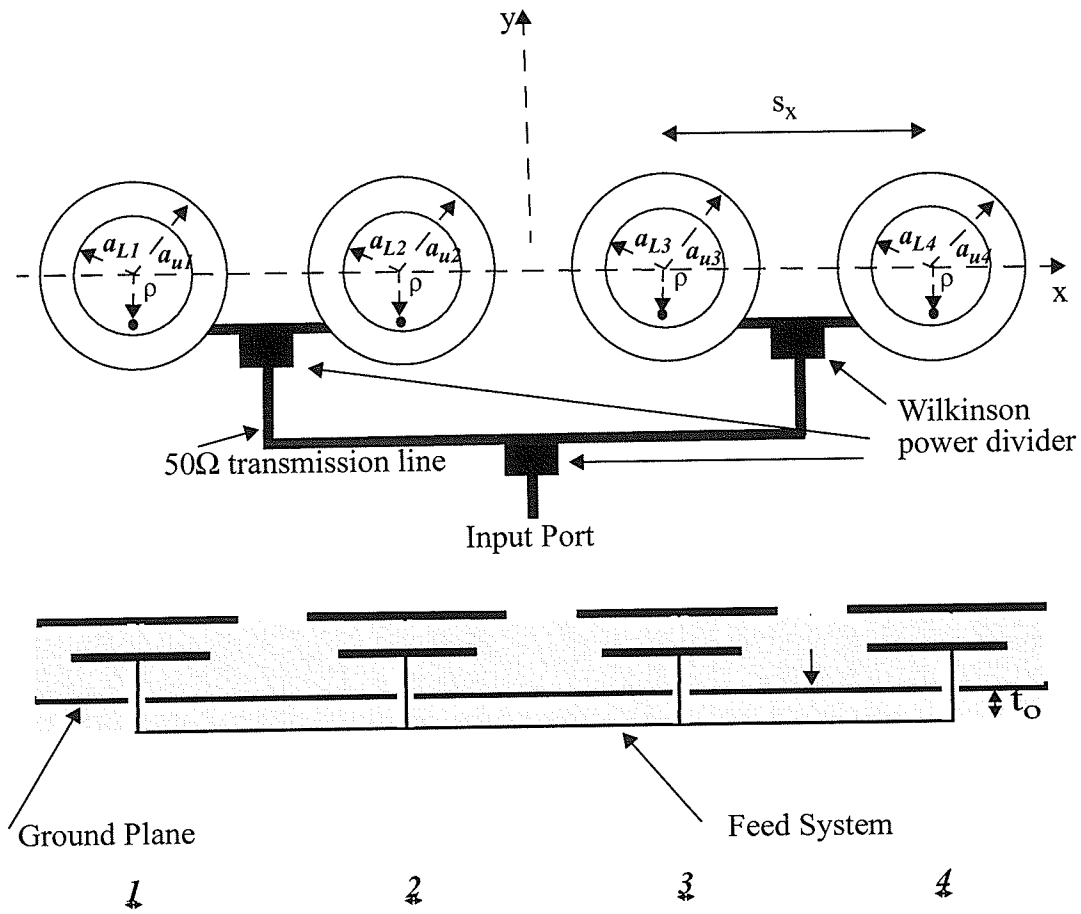 y
s_x
a_L1 a_u1 a_L2 a_u2 a_L3 a_u3 a_L4 a_u4
ρ ρ ρ ρ
x
Wilkinson
power divider
50Ω transmission line
Input Port
t_o
Ground Plane
Feed System
1 2 3 4